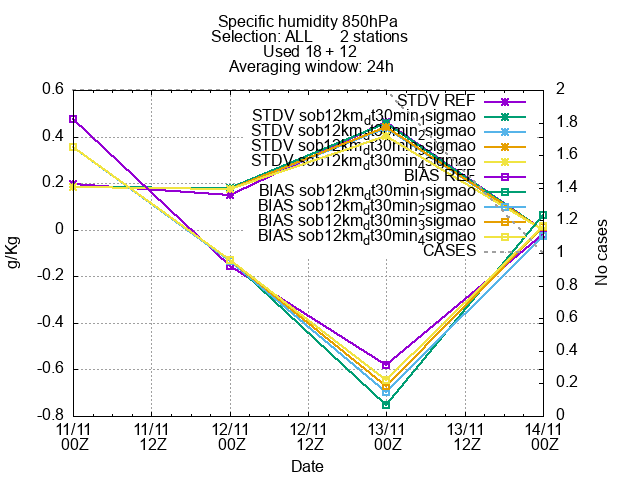 Specific humidity 850hPa
Selection: ALL 2 stations
Used 18 + 12
Averaging window: 24h
STDV REF
STDV sob12km_dt30min_1sigmao
STDV sob12km_dt30min_2sigmao
STDV sob12km_dt30min_3sigmao
STDV sob12km_dt30min_4sigmao
BIAS REF
BIAS sob12km_dt30min_1sigmao
BIAS sob12km_dt30min_2sigmao
BIAS sob12km_dt30min_3sigmao
BIAS sob12km_dt30min_4sigmao
CASES
g/Kg
0.6
0.4
0.2
0
-0.2
-0.4
-0.6
-0.8
No cases
2
1.8
1.6
1.4
1.2
1
0.8
0.6
0.4
0.2
0
11/11 00Z
11/11 12Z
12/11 00Z
12/11 12Z
13/11 00Z
13/11 12Z
14/11 00Z
Date